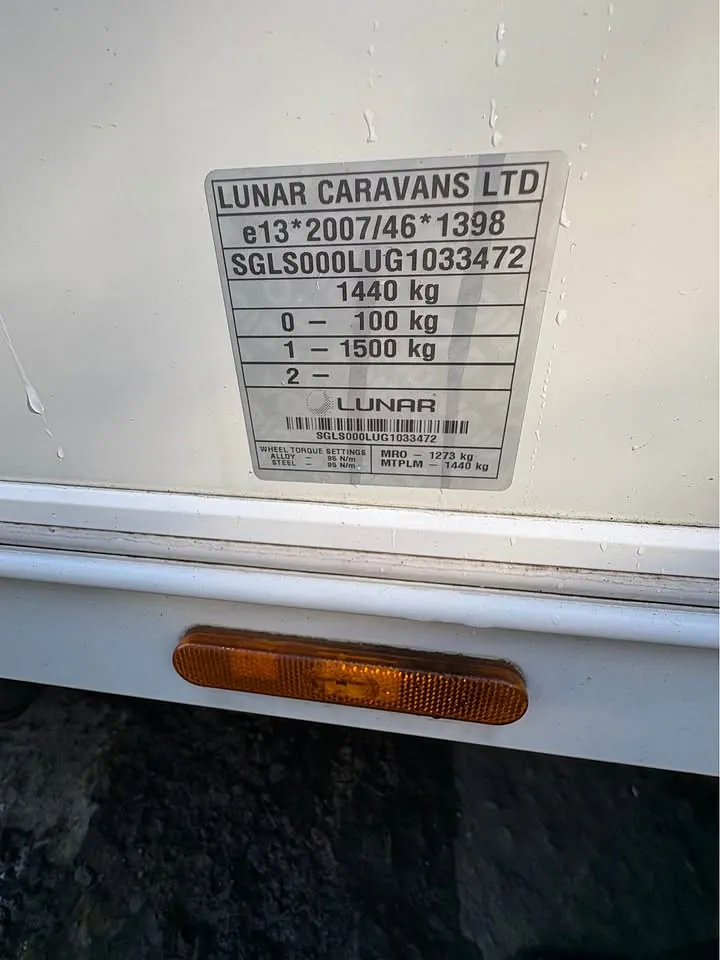 LUNAR CARAVANS LTD
e13*2007/46*1398
SGLS000LUG1033472
1440 kg
0 – 100 kg
1 – 1500 kg
2 –
LUNAR
SGLS000LUG1033472
WHEEL TORQUE SETTINGS
ALLOY – 95 N/m
STEEL – 95 N/m
MRO – 1273 kg
MTPLM – 1440 kg